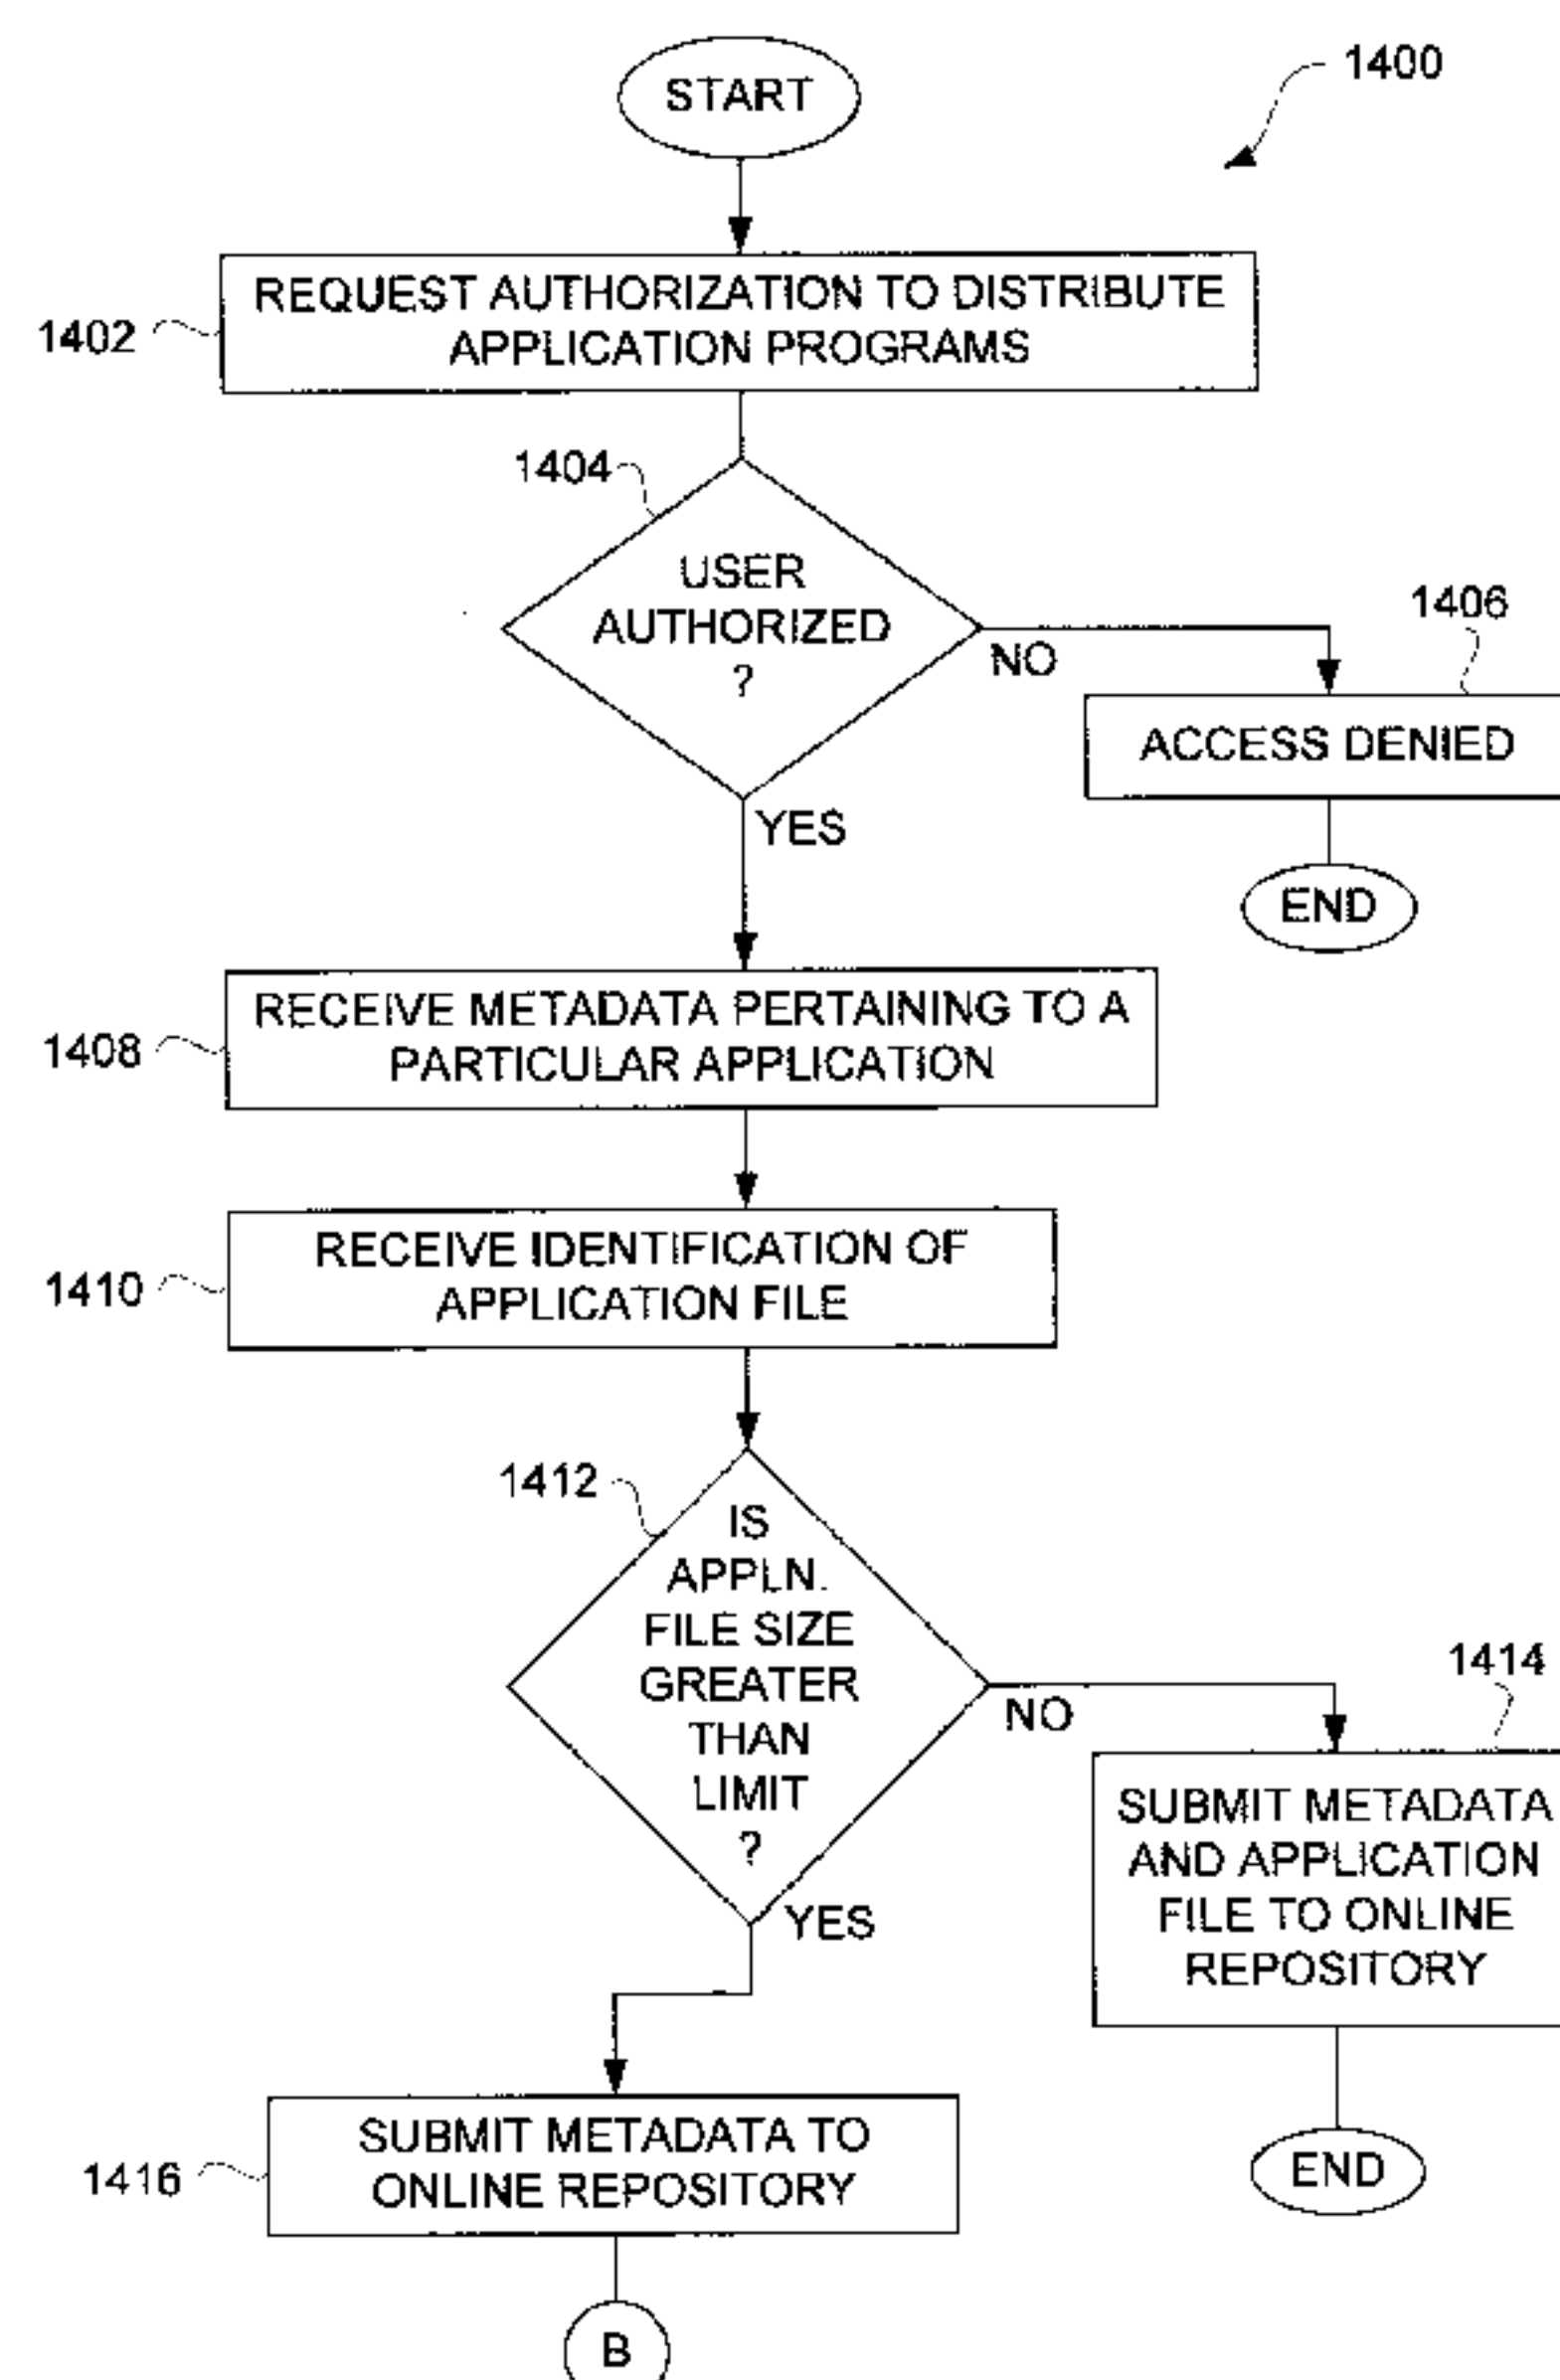 START
1400
REQUEST AUTHORIZATION TO DISTRIBUTE
APPLICATION PROGRAMS
1402
1404
USER
AUTHORIZED
?
NO
YES
1406
ACCESS DENIED
END
RECEIVE METADATA PERTAINING TO A
PARTICULAR APPLICATION
1408
RECEIVE IDENTIFICATION OF
APPLICATION FILE
1410
1412
IS
APPLN.
FILE SIZE
GREATER
THAN
LIMIT
?
NO
YES
1414
SUBMIT METADATA
AND APPLICATION
FILE TO ONLINE
REPOSITORY
END
SUBMIT METADATA TO
ONLINE REPOSITORY
1416
B